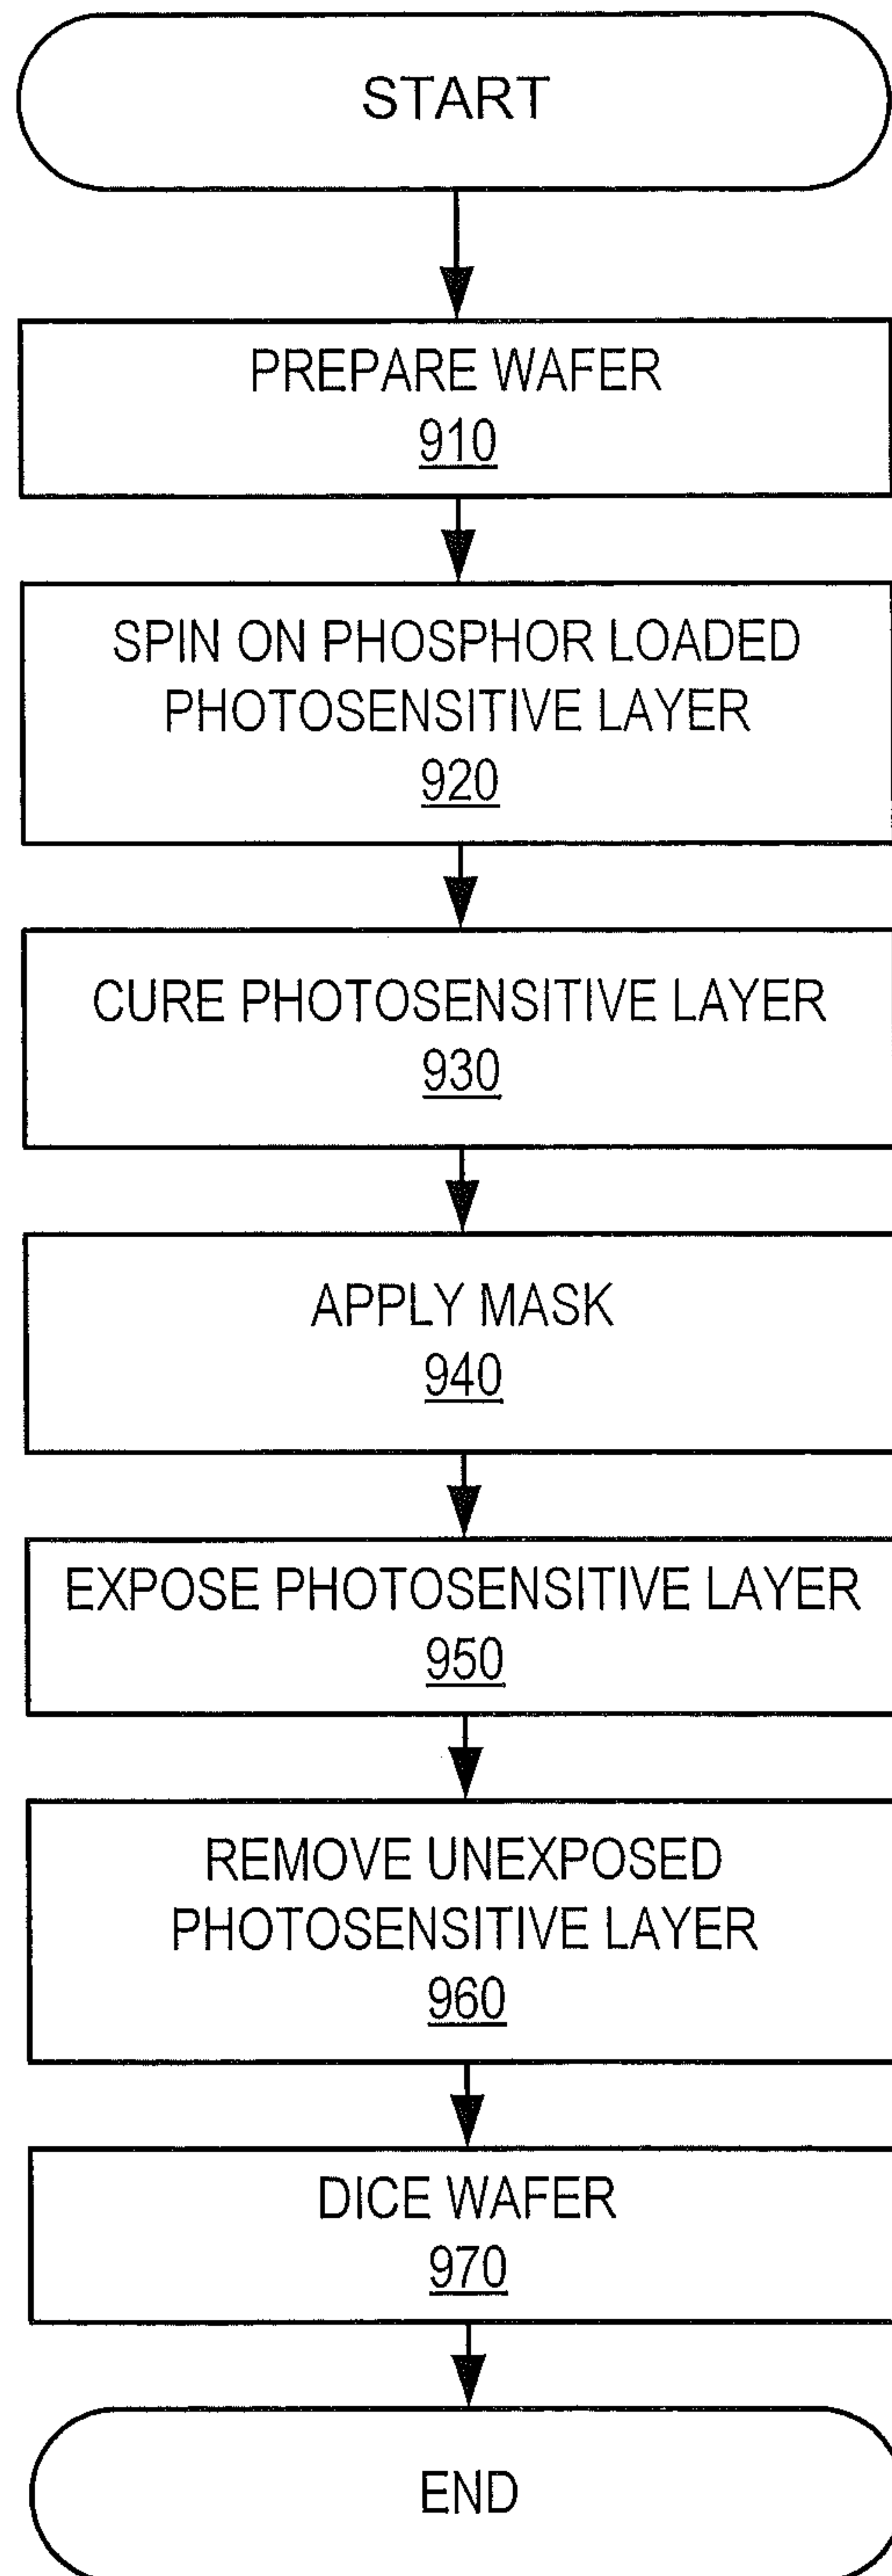 START
PREPARE WAFER
910
SPIN ON PHOSPHOR LOADED
PHOTOSENSITIVE LAYER
920
CURE PHOTOSENSITIVE LAYER
930
APPLY MASK
940
EXPOSE PHOTOSENSITIVE LAYER
950
REMOVE UNEXPOSED
PHOTOSENSITIVE LAYER
960
DICE WAFER
970
END